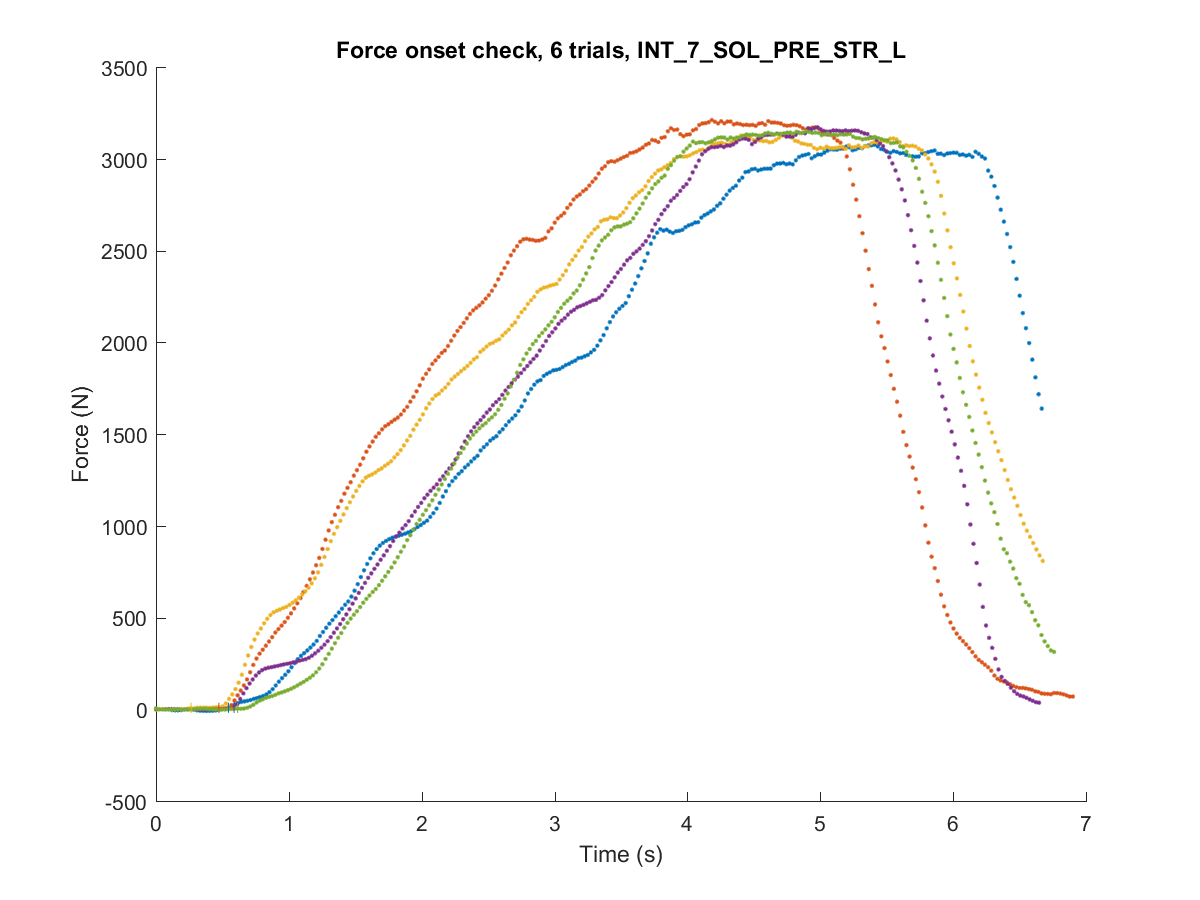 Force onset check, 6 trials, INT_7_SOL_PRE_STR_L
3500
3000
2500
2000
1500
1000
500
0
-500
Force (N)
0 1 2 3 4 5 6 7
Time (s)